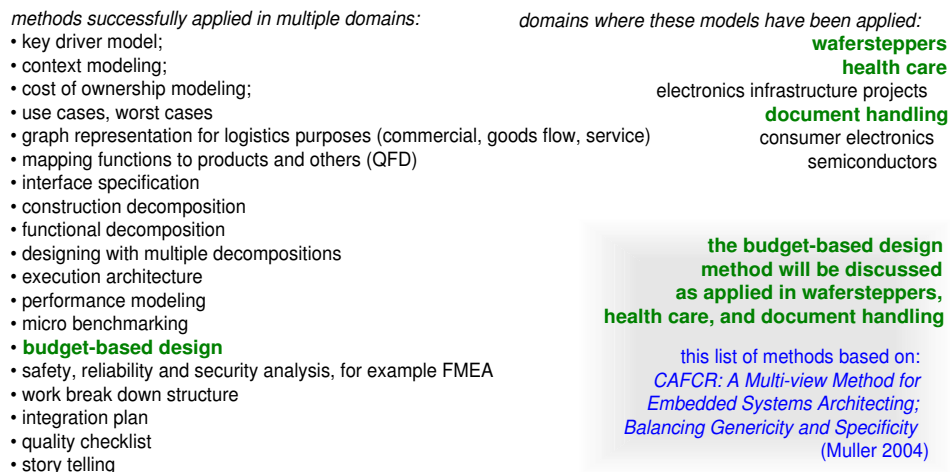 methods successfully applied in multiple domains:
• key driver model;
• context modeling;
• cost of ownership modeling;
• use cases, worst cases
• graph representation for logistics purposes (commercial, goods flow, service)
• mapping functions to products and others (QFD)
• interface specification
• construction decomposition
• functional decomposition
• designing with multiple decompositions
• execution architecture
• performance modeling
• micro benchmarking
• budget-based design
• safety, reliability and security analysis, for example FMEA
• work break down structure
• integration plan
• quality checklist
• story telling
domains where these models have been applied:
wafersteppers
health care
electronics infrastructure projects
document handling
consumer electronics
semiconductors
the budget-based design
method will be discussed
as applied in wafersteppers,
health care, and document handling
this list of methods based on:
CAFCR: A Multi-view Method for
Embedded Systems Architecting;
Balancing Genericity and Specificity
(Muller 2004)